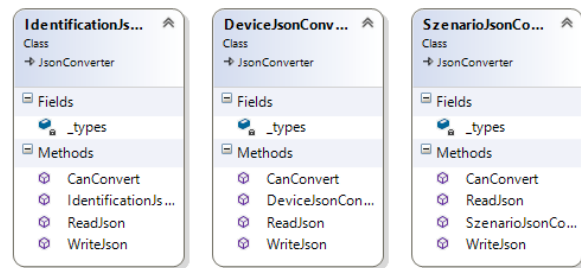 IdentificationJs...
Class
JsonConverter
Fields
_types
Methods
CanConvert
IdentificationJs...
ReadJson
WriteJson
DeviceJsonConv...
Class
JsonConverter
Fields
_types
Methods
CanConvert
DeviceJsonCon...
ReadJson
WriteJson
SzenarioJsonCo...
Class
JsonConverter
Fields
_types
Methods
CanConvert
ReadJson
SzenarioJsonCo...
WriteJson